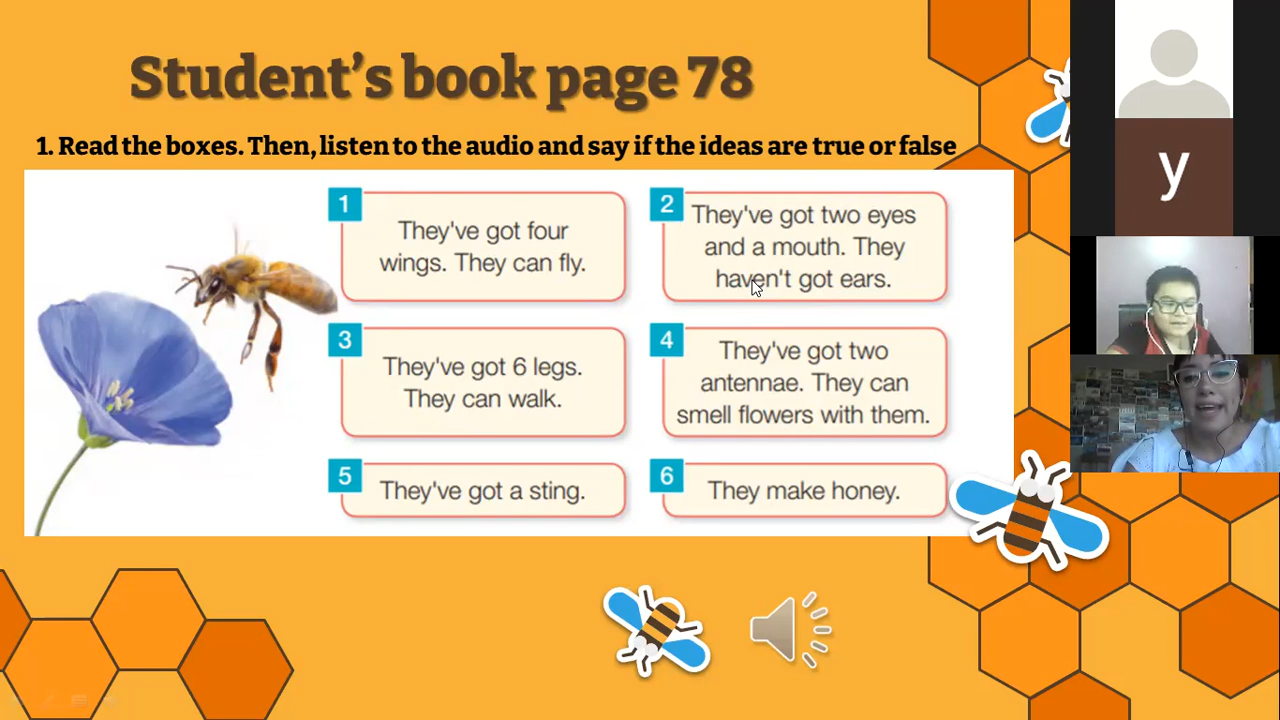 Student's book page 78
1. Read the boxes. Then, listen to the audio and say if the ideas are true or false
1
They've got four
wings. They can fly.
2
They've got two eyes
and a mouth. They
haven't got ears.
3
They've got 6 legs.
They can walk.
4
They've got two
antennae. They can
smell flowers with them.
5
They've got a sting.
6
They make honey.
y